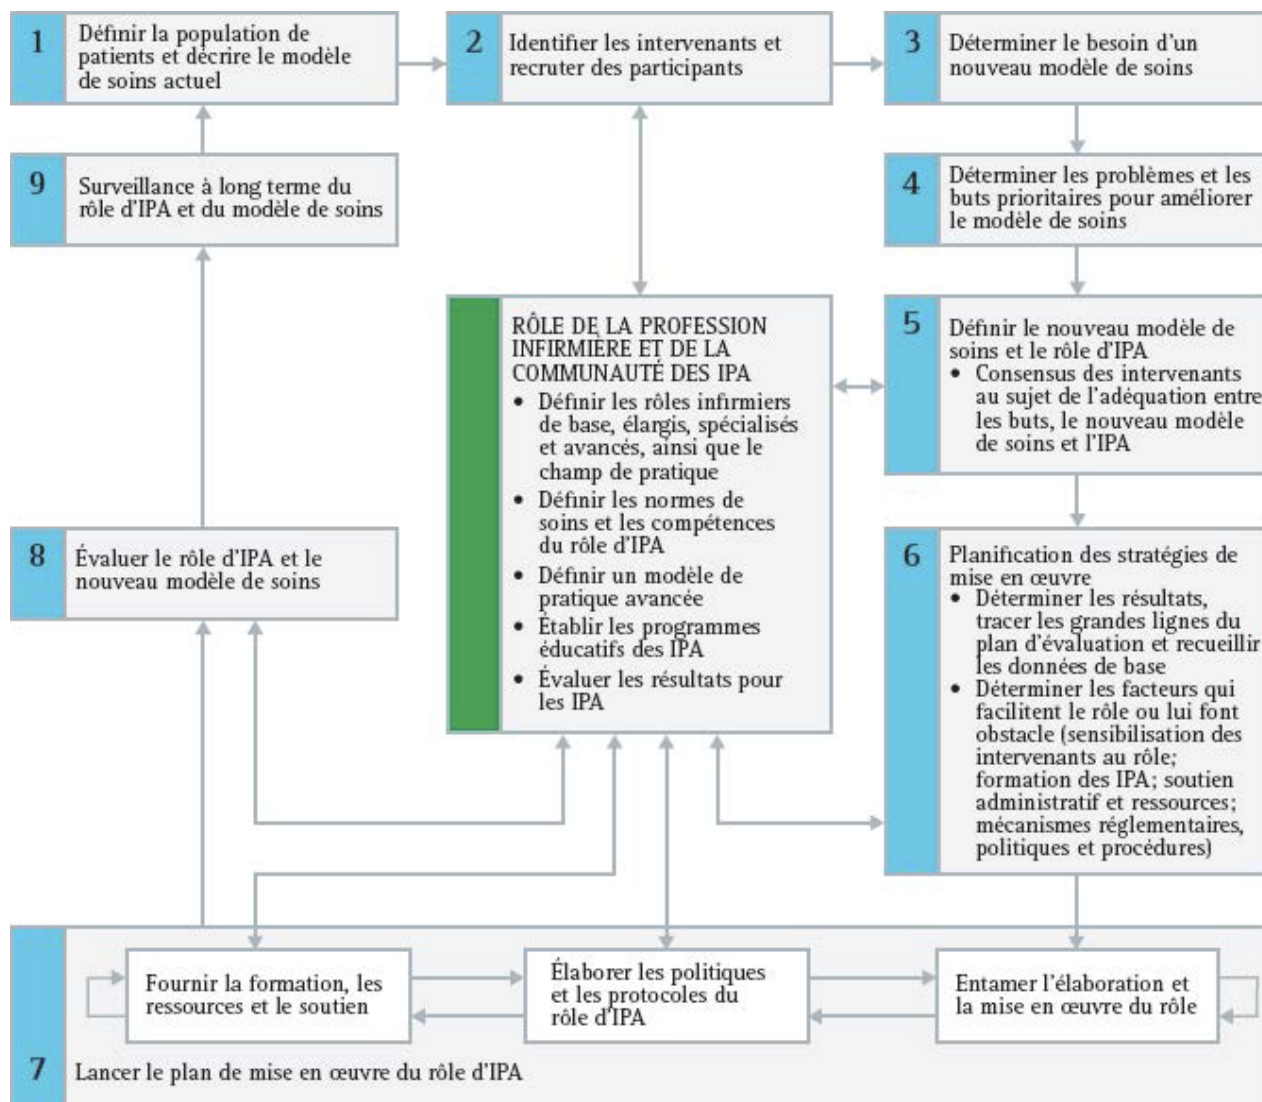 1
Définir la population de
patients et décrire le modèle
de soins actuel
2
Identifier les intervenants et
recruter des participants
3
Déterminer le besoin d'un
nouveau modèle de soins
4
Déterminer les problèmes et les
buts prioritaires pour améliorer
le modèle de soins
5
Définir le nouveau modèle de
soins et le rôle d'IPA
• Consensus des intervenants
au sujet de l'adéquation entre
les buts, le nouveau modèle
de soins et l'IPA
6
Planification des stratégies de
mise en œuvre
• Déterminer les résultats,
tracer les grandes lignes du
plan d'évaluation et recueillir
les données de base
• Déterminer les facteurs qui
facilitent le rôle ou lui font
obstacle (sensibilisation des
intervenants au rôle;
formation des IPA; soutien
administratif et ressources;
mécanismes réglementaires,
politiques et procédures)
RÔLE DE LA PROFESSION
INFIRMIÈRE ET DE LA
COMMUNAUTÉ DES IPA
• Définir les rôles infirmiers
de base, élargis, spécialisés
et avancés, ainsi que le
champ de pratique
• Définir les normes de
soins et les compétences
du rôle d'IPA
• Définir un modèle de
pratique avancée
• Établir les programmes
éducatifs des IPA
• Évaluer les résultats pour
les IPA
9
Surveillance à long terme du
rôle d'IPA et du modèle de soins
8
Évaluer le rôle d'IPA et le
nouveau modèle de soins
Fournir la formation, les
ressources et le soutien
Élaborer les politiques
et les protocoles du
rôle d'IPA
Entamer l'élaboration et
la mise en œuvre du rôle
7
Lancer le plan de mise en œuvre du rôle d'IPA